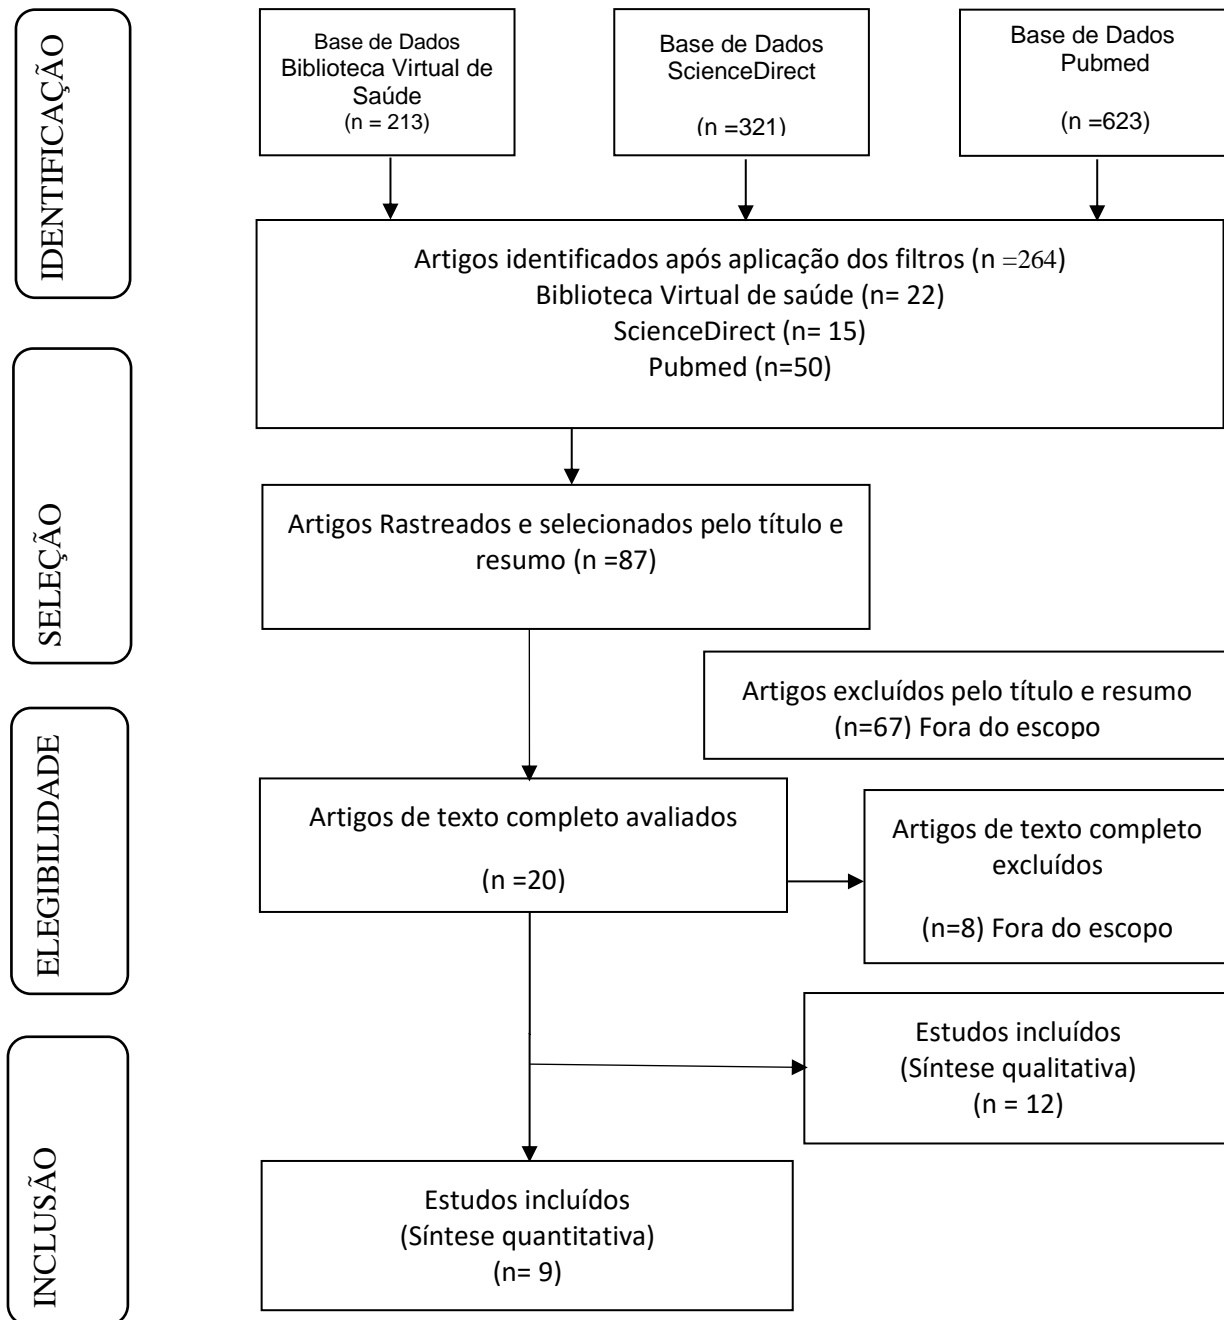 IDENTIFICAÇÃO
Base de Dados
Biblioteca Virtual de
Saúde
(n = 213)
Base de Dados
ScienceDirect
(n =321)
Base de Dados
Pubmed
(n =623)
Artigos identificados após aplicação dos filtros (n =264)
Biblioteca Virtual de saúde (n= 22)
ScienceDirect (n= 15)
Pubmed (n=50)
SELEÇÃO
Artigos Rastreados e selecionados pelo título e
resumo (n =87)
Artigos excluídos pelo título e resumo
(n=67) Fora do escopo
ELEGIBILIDADE
Artigos de texto completo avaliados
(n =20)
Artigos de texto completo
excluídos
(n=8) Fora do escopo
Estudos incluídos
(Síntese qualitativa)
(n = 12)
INCLUSÃO
Estudos incluídos
(Síntese quantitativa)
(n= 9)